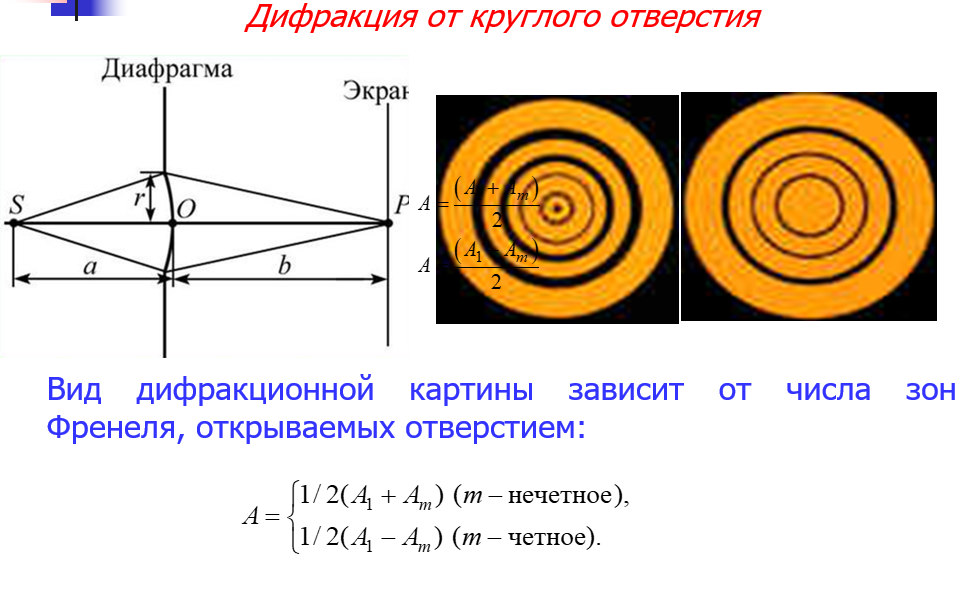 Дифракция от круглого отверстия
Диафрагма
Экран
S
r
O
P
a
b
A = (A1 + Am) / 2
A = (A1 − Am) / 2
Вид дифракционной картины зависит от числа зон
Френеля, открываемых отверстием:
A = { 1/ 2(A1 + Am) (m – нечетное),
1/ 2(A1 − Am) (m – четное).